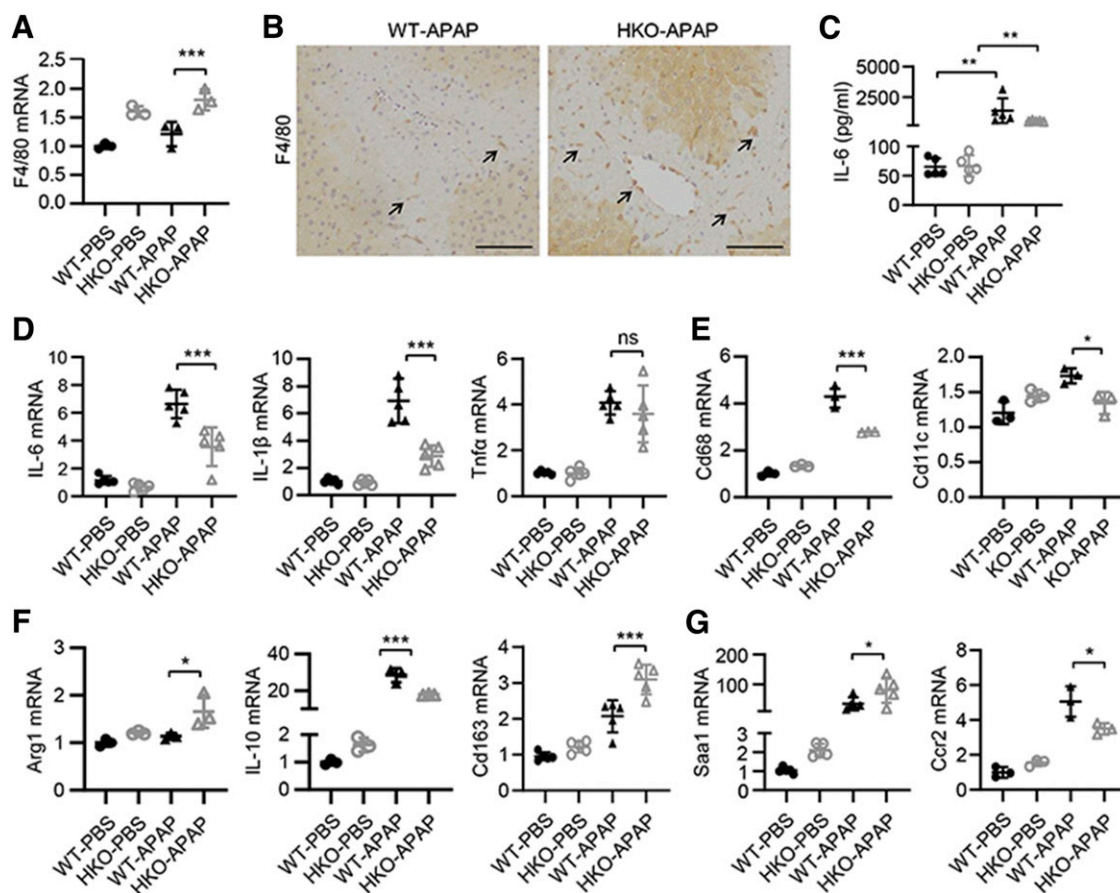 A
F4/80 mRNA
2.5
2.0
1.5
1.0
0.5
0.0
***
WT-PBS
HKO-PBS
WT-APAP
HKO-APAP
B
WT-APAP
HKO-APAP
F4/80
C
IL-6 (pg/ml)
5000
2500
100
50
0
**
**
WT-PBS
HKO-PBS
WT-APAP
HKO-APAP
D
IL-6 mRNA
10
8
6
4
2
0
***
WT-PBS
HKO-PBS
WT-APAP
HKO-APAP
IL-1β mRNA
10
8
6
4
2
0
***
WT-PBS
HKO-PBS
WT-APAP
HKO-APAP
Tnfα mRNA
6
4
2
0
ns
WT-PBS
HKO-PBS
WT-APAP
HKO-APAP
E
Cd68 mRNA
6
4
2
0
***
WT-PBS
HKO-PBS
WT-APAP
HKO-APAP
Cd11c mRNA
2.0
1.5
1.0
0.5
0.0
*
WT-PBS
KO-PBS
WT-APAP
KO-APAP
F
Arg1 mRNA
3
2
1
0
*
WT-PBS
HKO-PBS
WT-APAP
HKO-APAP
IL-10 mRNA
40
20
2
1
0
***
WT-PBS
HKO-PBS
WT-APAP
HKO-APAP
Cd163 mRNA
4
3
2
1
0
***
WT-PBS
HKO-PBS
WT-APAP
HKO-APAP
G
Saa1 mRNA
200
100
3
2
1
0
*
WT-PBS
HKO-PBS
WT-APAP
HKO-APAP
Ccr2 mRNA
8
6
4
2
0
*
WT-PBS
HKO-PBS
WT-APAP
HKO-APAP